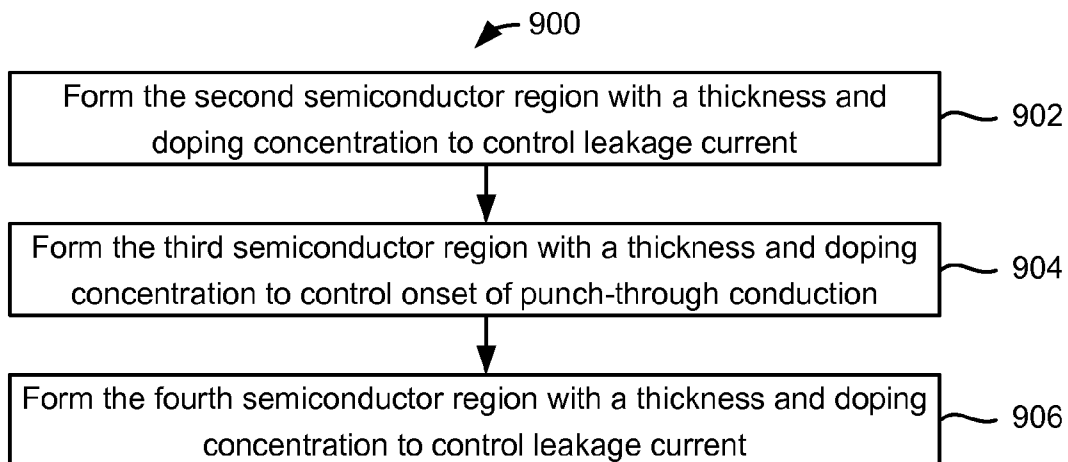 900
Form the second semiconductor region with a thickness and
doping concentration to control leakage current
902
Form the third semiconductor region with a thickness and doping
concentration to control onset of punch-through conduction
904
Form the fourth semiconductor region with a thickness and doping
concentration to control leakage current
906